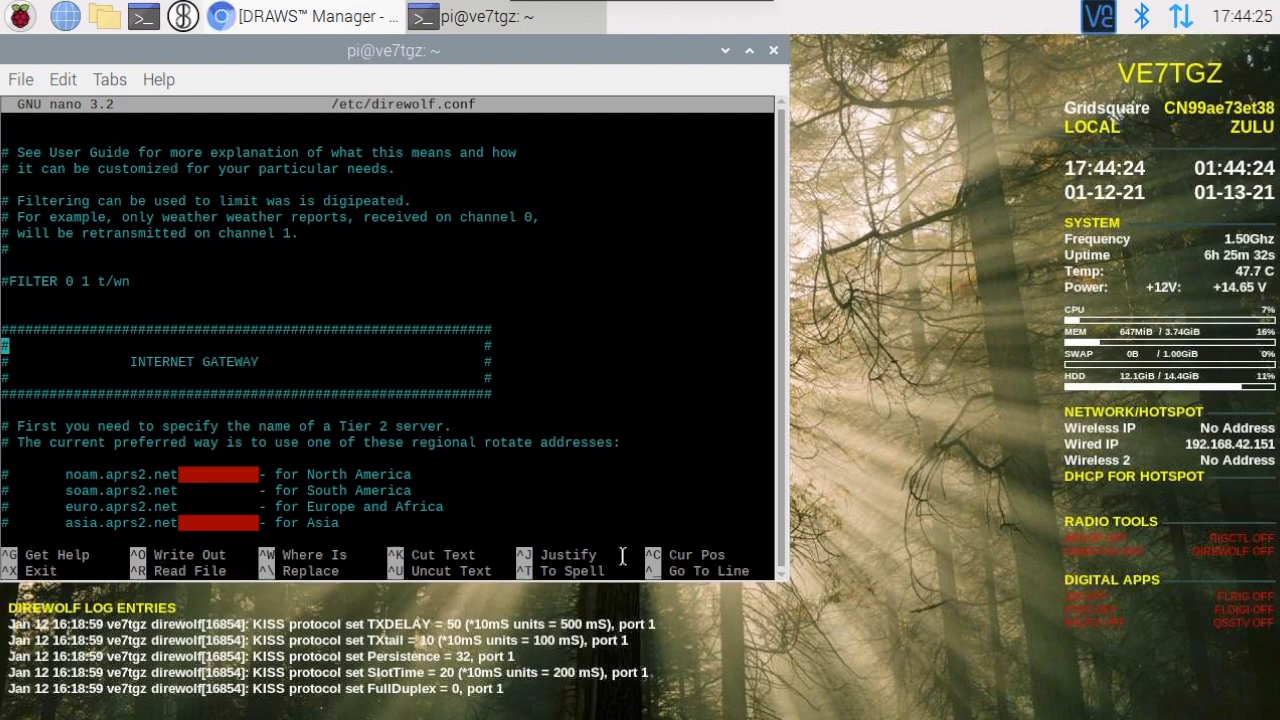 [DRAWS™ Manager - ...
pi@ve7tgz: ~
17:44:25
pi@ve7tgz: ~
File Edit Tabs Help
GNU nano 3.2 /etc/direwolf.conf
# See User Guide for more explanation of what this means and how
# it can be customized for your particular needs.
# Filtering can be used to limit was is digipeated.
# For example, only weather weather reports, received on channel 0,
# will be retransmitted on channel 1.
#
#FILTER 0 1 t/wn
#############################################################
# #
# INTERNET GATEWAY #
# #
#############################################################
# First you need to specify the name of a Tier 2 server.
# The current preferred way is to use one of these regional rotate addresses:
# noam.aprs2.net - for North America
# soam.aprs2.net - for South America
# euro.aprs2.net - for Europe and Africa
# asia.aprs2.net - for Asia
^G Get Help ^O Write Out ^W Where Is ^K Cut Text ^J Justify ^C Cur Pos
^X Exit ^R Read File ^\ Replace ^U Uncut Text ^T To Spell ^_ Go To Line
DIREWOLF LOG ENTRIES
Jan 12 16:18:59 ve7tgz direwolf[16854]: KISS protocol set TXDELAY = 50 (*10mS units = 500 mS), port 1
Jan 12 16:18:59 ve7tgz direwolf[16854]: KISS protocol set TXtail = 10 (*10mS units = 100 mS), port 1
Jan 12 16:18:59 ve7tgz direwolf[16854]: KISS protocol set Persistence = 32, port 1
Jan 12 16:18:59 ve7tgz direwolf[16854]: KISS protocol set SlotTime = 20 (*10mS units = 200 mS), port 1
Jan 12 16:18:59 ve7tgz direwolf[16854]: KISS protocol set FullDuplex = 0, port 1
VE7TGZ
Gridsquare CN99ae73et38
LOCAL ZULU
17:44:24 01:44:24
01-12-21 01-13-21
SYSTEM
Frequency 1.50Ghz
Uptime 6h 25m 32s
Temp: 47.7 C
Power: +12V: +14.65 V
CPU 7%
MEM 647MiB / 3.74GiB 16%
SWAP 0B / 1.00GiB 0%
HDD 12.1GiB / 14.4GiB 11%
NETWORK/HOTSPOT
Wireless IP No Address
Wired IP 192.168.42.151
Wireless 2 No Address
DHCP FOR HOTSPOT
RADIO TOOLS
RIGCTL OFF
DIREWOLF OFF
DIGITAL APPS
FLRIG OFF
FLDIGI OFF
QSSTV OFF